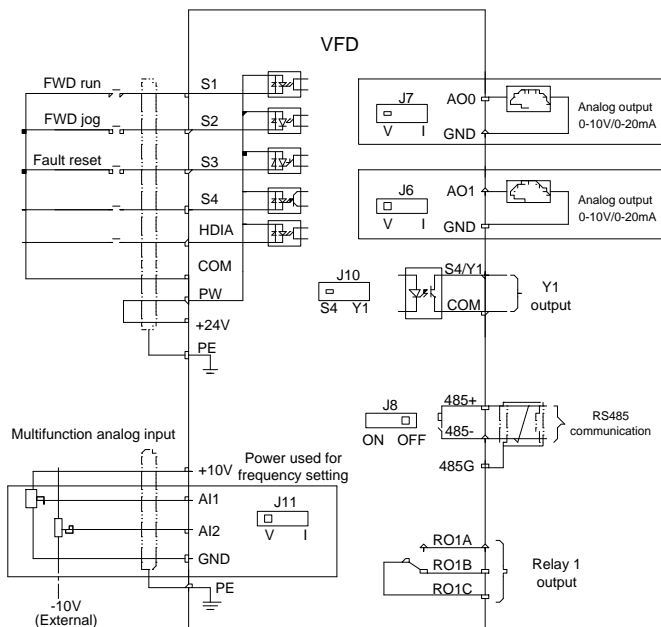 VFD
FWD run
S1
FWD jog
S2
Fault reset
S3
S4
HDIA
COM
PW
+24V
PE
J7
V I
AO0
GND
Analog output
0-10V/0-20mA
J6
V I
AO1
GND
Analog output
0-10V/0-20mA
J10
S4 Y1
S4/Y1
COM
Y1
output
J8
ON OFF
485+
485-
485G
RS485
communication
Multifunction analog input
Power used for
frequency setting
+10V
AI1
AI2
GND
J11
V I
PE
-10V
(External)
RO1A
RO1B
RO1C
Relay 1
output